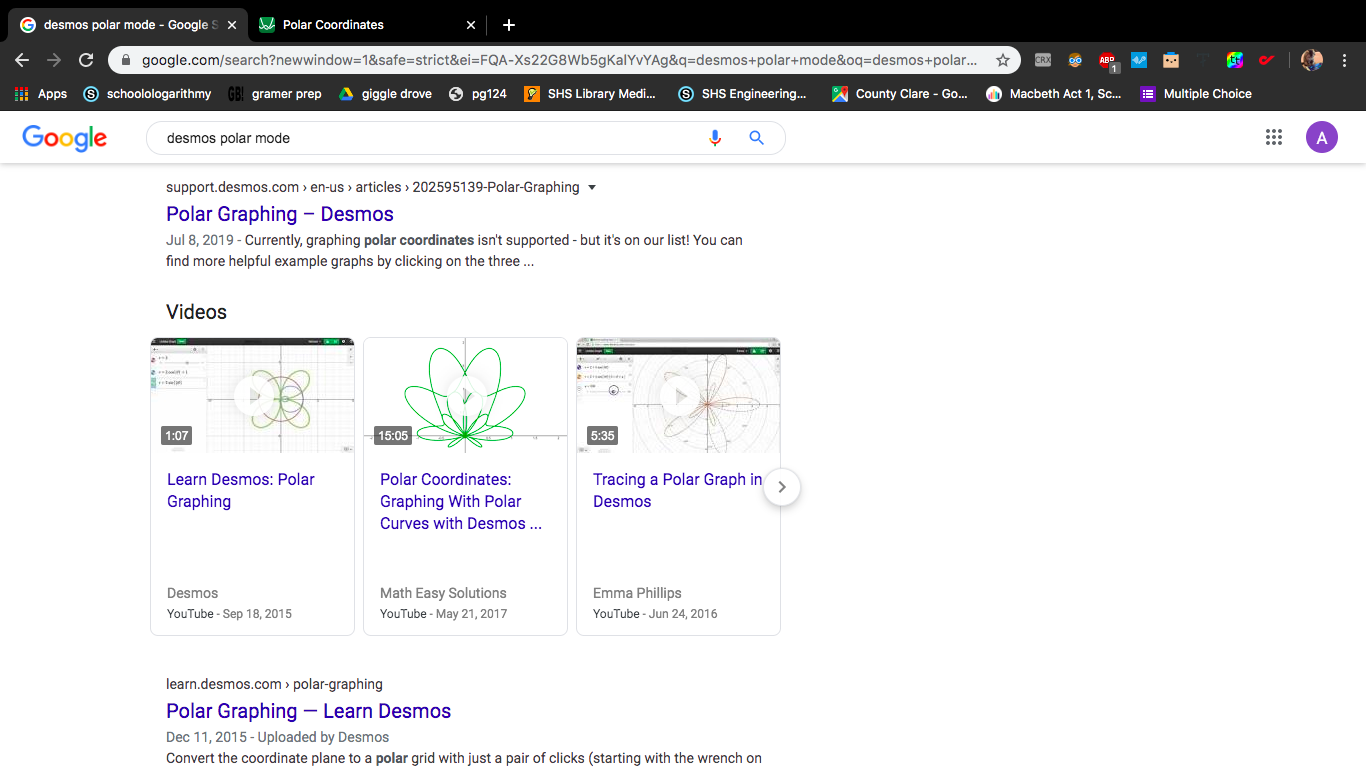 desmos polar mode - Google S
Polar Coordinates
google.com/search?newwindow=1&safe=strict&ei=FQA-Xs22G8Wb5gKalYvYAg&q=desmos+polar+mode&oq=desmos+polar...
CRX
ABP
1
Apps
schoolologarithmy
GB!
gramer prep
giggle drove
pg124
SHS Library Medi...
SHS Engineering...
County Clare - Go...
Macbeth Act 1, Sc...
Multiple Choice
Google
desmos polar mode
A
support.desmos.com › en-us › articles › 202595139-Polar-Graphing
Polar Graphing – Desmos
Jul 8, 2019 - Currently, graphing polar coordinates isn't supported - but it's on our list! You can
find more helpful example graphs by clicking on the three ...
Videos
1:07
15:05
5:35
Learn Desmos: Polar
Graphing
Desmos
YouTube - Sep 18, 2015
Polar Coordinates:
Graphing With Polar
Curves with Desmos ...
Math Easy Solutions
YouTube - May 21, 2017
Tracing a Polar Graph in
Desmos
Emma Phillips
YouTube - Jun 24, 2016
learn.desmos.com › polar-graphing
Polar Graphing — Learn Desmos
Dec 11, 2015 - Uploaded by Desmos
Convert the coordinate plane to a polar grid with just a pair of clicks (starting with the wrench on